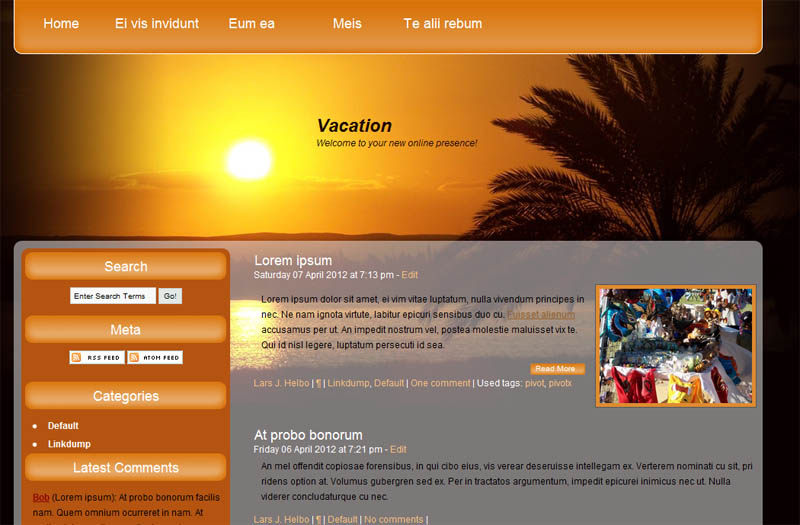 Home Ei vis invidunt Eum ea Meis Te alii rebum
Vacation
Welcome to your new online presence!
Search
Enter Search Terms Go!
Meta
RSS FEED ATOM FEED
Categories
Default
Linkdump
Latest Comments
Bob (Lorem ipsum): At probo bonorum facilis
nam. Quem omnium ocurreret in nam. At
Lorem ipsum
Saturday 07 April 2012 at 7:13 pm - Edit
Lorem ipsum dolor sit amet, ei vim vitae luptatum, nulla vivendum principes in
nec. Ne nam ignota virtute, labitur epicuri sensibus duo cu. Fuisset alienum
accusamus per ut. An impedit nostrum vel, postea molestie maluisset vix te.
Qui id nisl legere, luptatum persecuti id sea.
Read More...
Lars J. Helbo | ¶ | Linkdump, Default | One comment | Used tags: pivot, pivotx
At probo bonorum
Friday 06 April 2012 at 7:21 pm - Edit
An mel offendit copiosae forensibus, in qui cibo eius, vis verear deseruisse intellegam ex. Verterem nominati cu sit, pri
ridens option at. Volumus gubergren sed ex. Per in tractatos argumentum, impedit epicurei inimicus nec ut. Nulla
viderer concludaturque cu nec.
Lars J. Helbo | ¶ | Default | No comments |